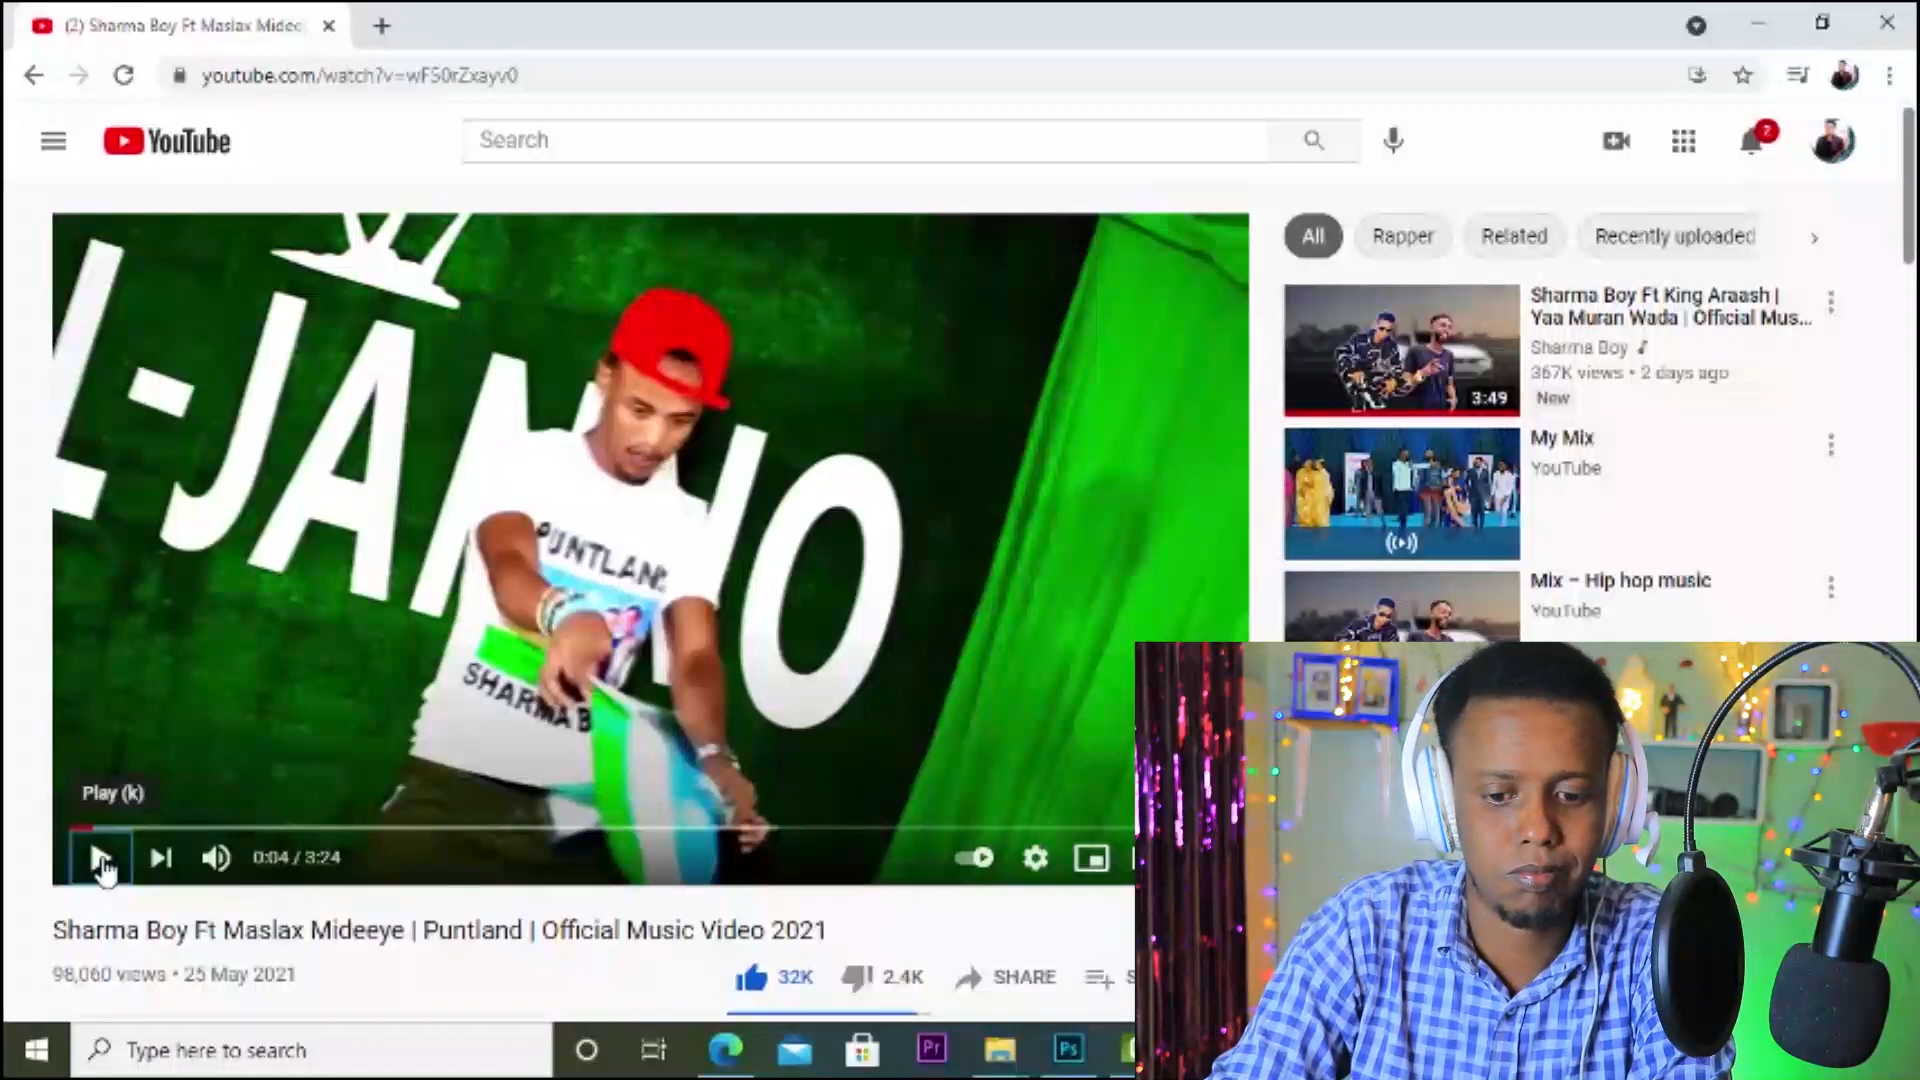 (2) Sharma Boy Ft Maslax Midee
youtube.com/watch?v=wF50rZxayv0
YouTube
Search
2
All
Rapper
Related
Recently uploaded
L-JAN
O
PUNTLAND
SHARMA B
Play (k)
0:04 / 3:24
Sharma Boy Ft King Araash |
Yaa Muran Wada | Official Mus...
Sharma Boy
367K views • 2 days ago
New
3:49
My Mix
YouTube
Mix – Hip hop music
YouTube
Sharma Boy Ft Maslax Mideeye | Puntland | Official Music Video 2021
98,060 views • 25 May 2021
32K
2.4K
SHARE
S
Type here to search
Pr
Ps